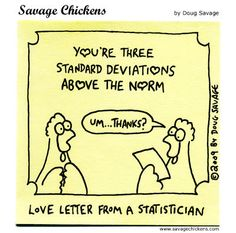 Savage Chickens
by Doug Savage
YOU'RE THREE
STANDARD DEVIATIONS
ABOVE THE NORM
UM...THANKS?
©2009 BY DOUG SAVAGE
LOVE LETTER FROM A STATISTICIAN
www.savagechickens.com